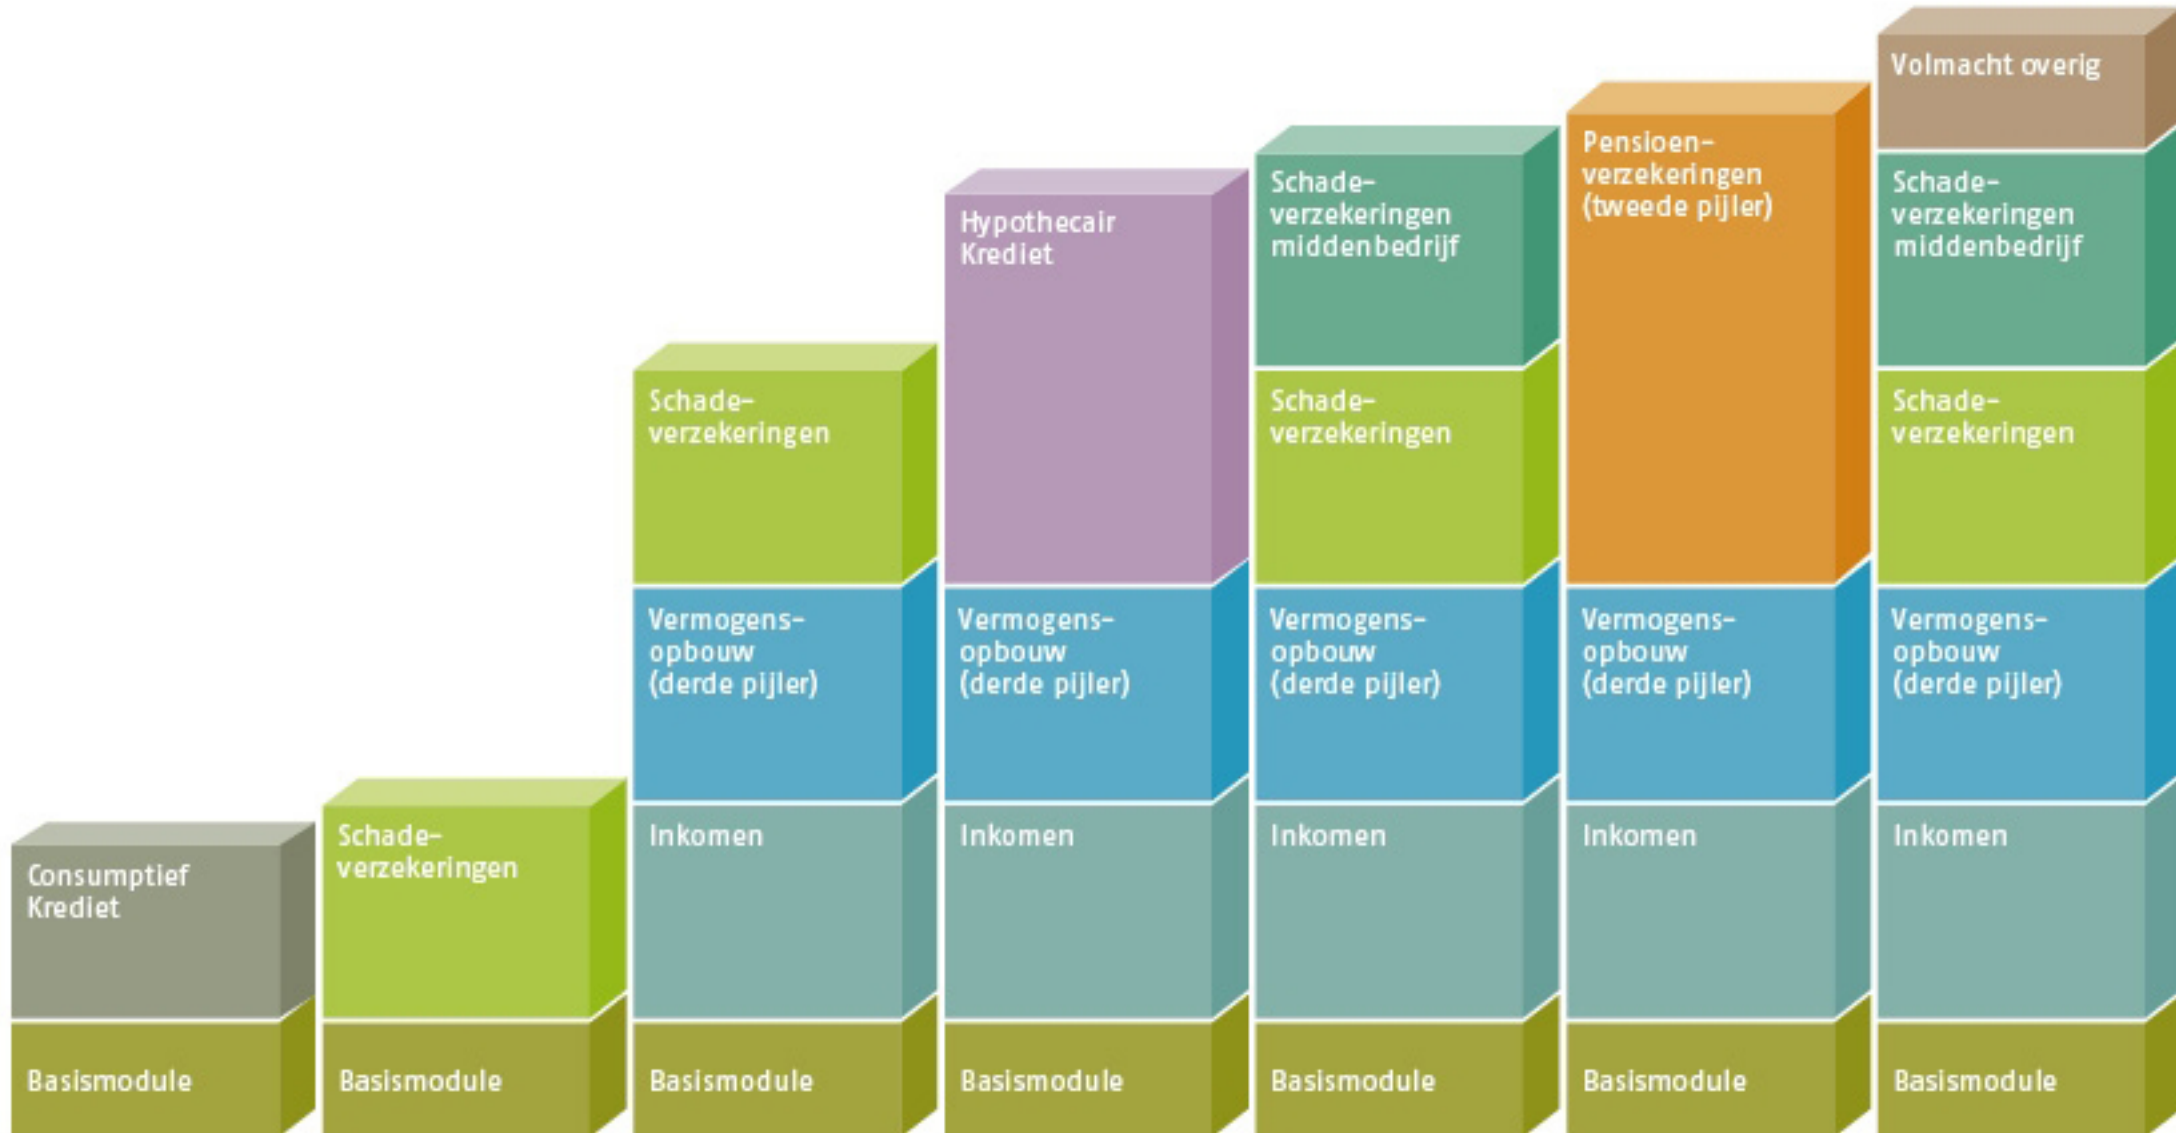 Consumptief
Krediet
Basismodule
Schade-
verzekeringen
Basismodule
Schade-
verzekeringen
Vermogens-
opbouw
(derde pijler)
Inkomen
Basismodule
Hypothecair
Krediet
Vermogens-
opbouw
(derde pijler)
Inkomen
Basismodule
Schade-
verzekeringen
middenbedrijf
Schade-
verzekeringen
Vermogens-
opbouw
(derde pijler)
Inkomen
Basismodule
Pensioen-
verzekeringen
(tweede pijler)
Vermogens-
opbouw
(derde pijler)
Inkomen
Basismodule
Volmacht overig
Schade-
verzekeringen
middenbedrijf
Schade-
verzekeringen
Vermogens-
opbouw
(derde pijler)
Inkomen
Basismodule